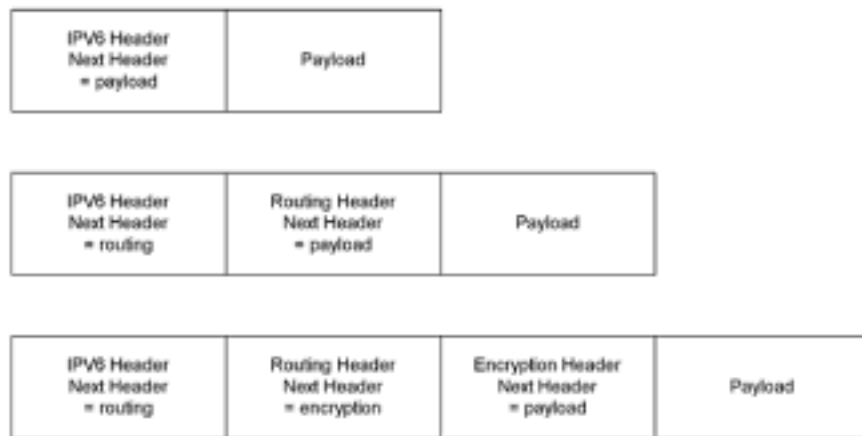 IPV6 Header
Next Header
= payload
Payload
IPV6 Header
Next Header
= routing
Routing Header
Next Header
= payload
Payload
IPV6 Header
Next Header
= routing
Routing Header
Next Header
= encryption
Encryption Header
Next Header
= payload
Payload